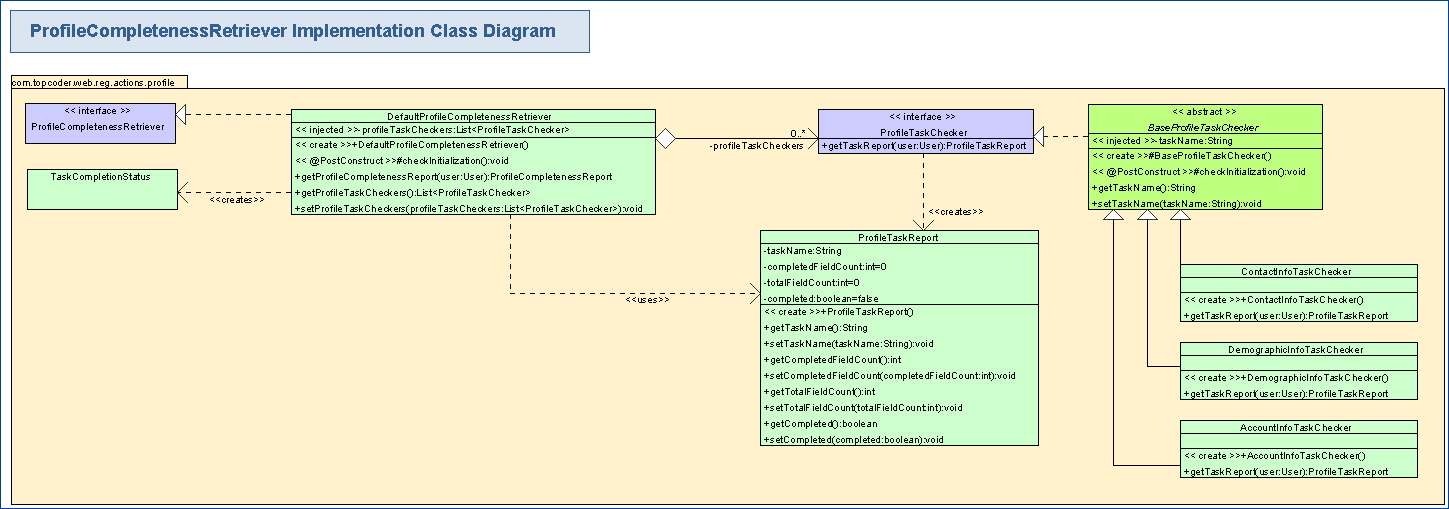 ProfileCompletenessRetriever Implementation Class Diagram
com.topcoder.web.reg.actions.profile
<< interface >>
ProfileCompletenessRetriever
TaskCompletionStatus
<<creates>>
DefaultProfileCompletenessRetriever
<< injected >>-profileTaskCheckers:List<ProfileTaskChecker>
<< create >>+DefaultProfileCompletenessRetriever()
<< @PostConstruct >>#checkInitialization():void
+getProfileCompletenessReport(user:User):ProfileCompletenessReport
+getProfileTaskCheckers():List<ProfileTaskChecker>
+setProfileTaskCheckers(profileTaskCheckers:List<ProfileTaskChecker>):void
0..*
-profileTaskCheckers
<< interface >>
ProfileTaskChecker
+getTaskReport(user:User):ProfileTaskReport
<<creates>>
<<uses>>
ProfileTaskReport
-taskName:String
-completedFieldCount:int=0
-totalFieldCount:int=0
-completed:boolean=false
<< create >>+ProfileTaskReport()
+getTaskName():String
+setTaskName(taskName:String):void
+getCompletedFieldCount():int
+setCompletedFieldCount(completedFieldCount:int):void
+getTotalFieldCount():int
+setTotalFieldCount(totalFieldCount:int):void
+getCompleted():boolean
+setCompleted(completed:boolean):void
<< abstract >>
BaseProfileTaskChecker
<< injected >>-taskName:String
<< create >>#BaseProfileTaskChecker()
<< @PostConstruct >>#checkInitialization():void
+getTaskName():String
+setTaskName(taskName:String):void
ContactInfoTaskChecker
<< create >>+ContactInfoTaskChecker()
+getTaskReport(user:User):ProfileTaskReport
DemographicInfoTaskChecker
<< create >>+DemographicInfoTaskChecker()
+getTaskReport(user:User):ProfileTaskReport
AccountInfoTaskChecker
<< create >>+AccountInfoTaskChecker()
+getTaskReport(user:User):ProfileTaskReport